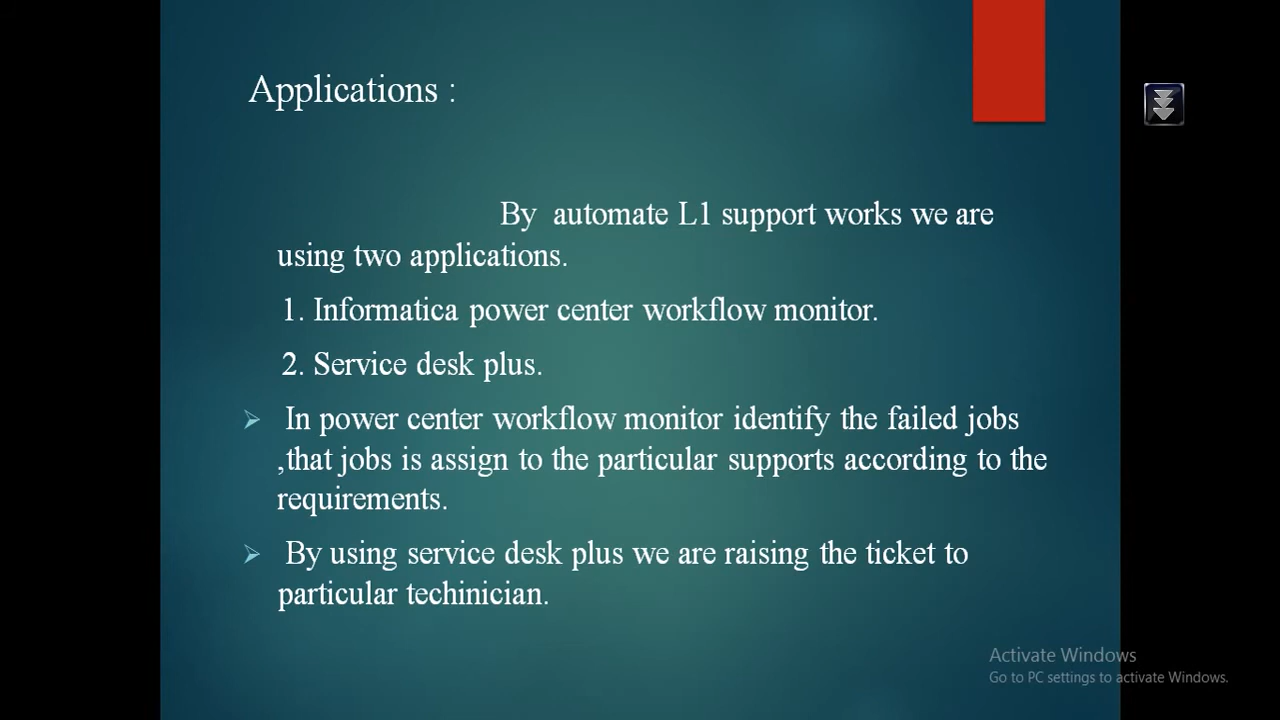 Applications :
By automate L1 support works we are
using two applications.
1. Informatica power center workflow monitor.
2. Service desk plus.
In power center workflow monitor identify the failed jobs
,that jobs is assign to the particular supports according to the
requirements.
By using service desk plus we are raising the ticket to
particular techinician.
Activate Windows
Go to PC settings to activate Windows.